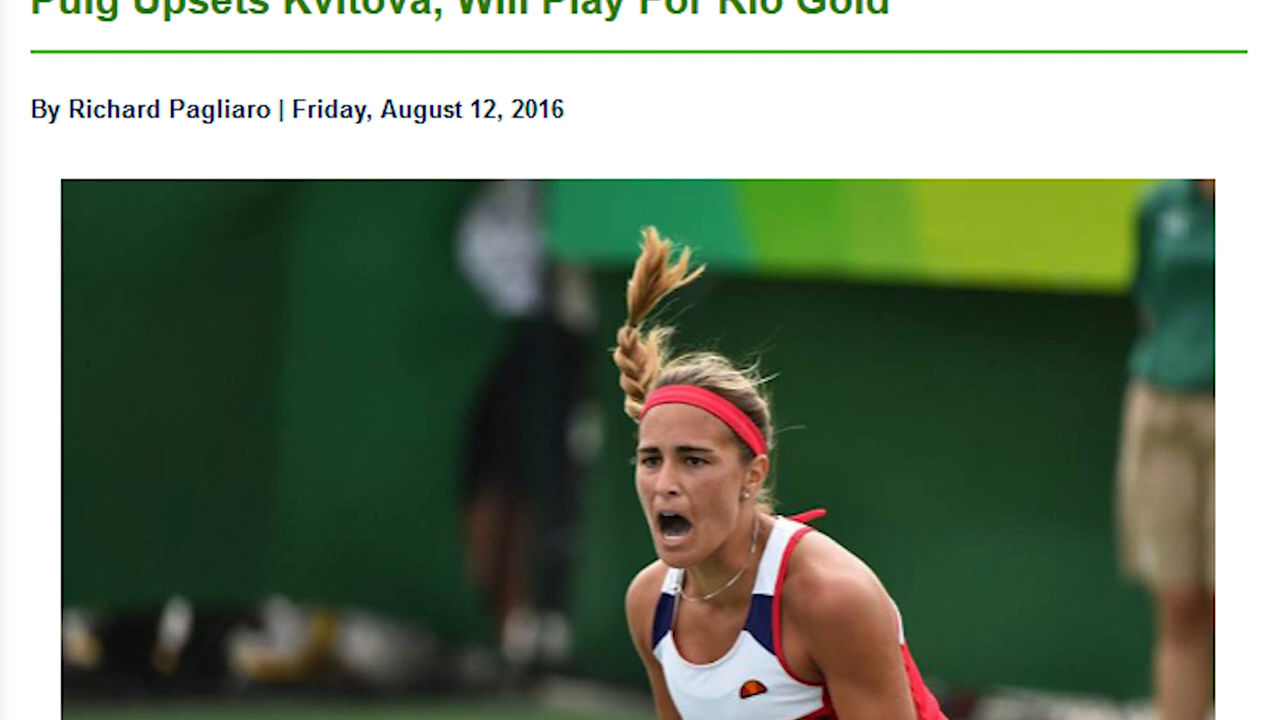 Puig Upsets Kvitova, Will Play For Rio Gold
By Richard Pagliaro | Friday, August 12, 2016